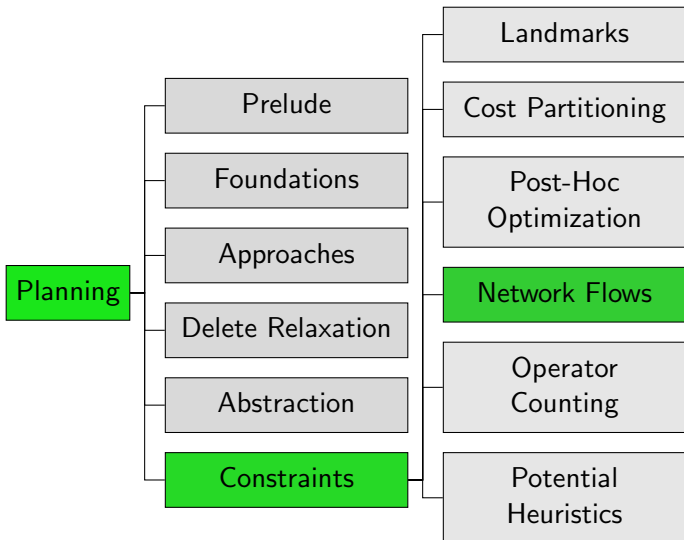 Planning
Prelude
Foundations
Approaches
Delete Relaxation
Abstraction
Constraints
Landmarks
Cost Partitioning
Post-Hoc
Optimization
Network Flows
Operator
Counting
Potential
Heuristics